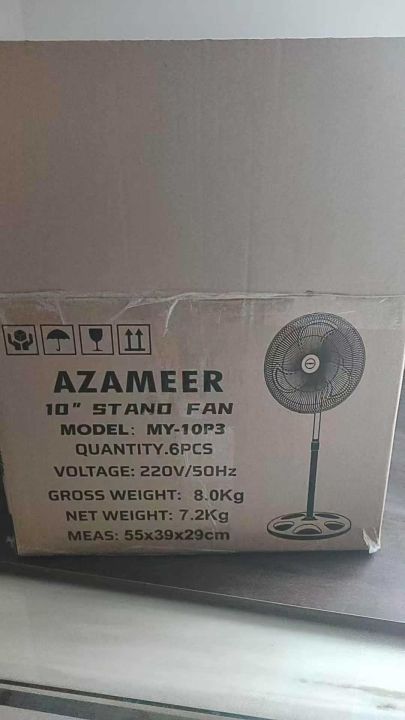 AZAMEER
10" STAND FAN
MODEL: MY-10P3
QUANTITY.6PCS
VOLTAGE: 220V/50Hz
GROSS WEIGHT: 8.0Kg
NET WEIGHT: 7.2Kg
MEAS: 55x39x29cm